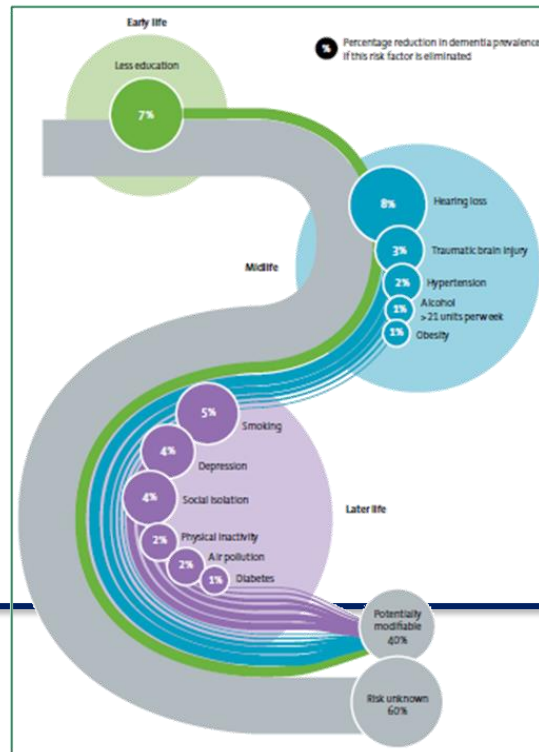 Early life
% Percentage reduction in dementia prevalence
if this risk factor is eliminated
Less education
7%
8% Hearing loss
3% Traumatic brain injury
Midlife
2% Hypertension
1% Alcohol
>21 units per week
1% Obesity
5% Smoking
4% Depression
4% Social isolation
Later life
2% Physical inactivity
2% Air pollution
1% Diabetes
Potentially
modifiable
40%
Risk unknown
60%